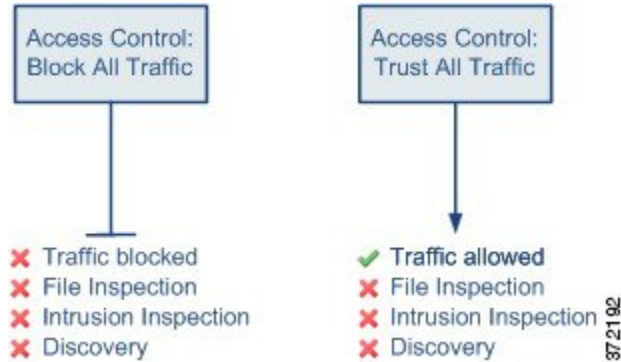 Access Control:
Block All Traffic
Traffic blocked
File Inspection
Intrusion Inspection
Discovery
Access Control:
Trust All Traffic
Traffic allowed
File Inspection
Intrusion Inspection
Discovery
372192